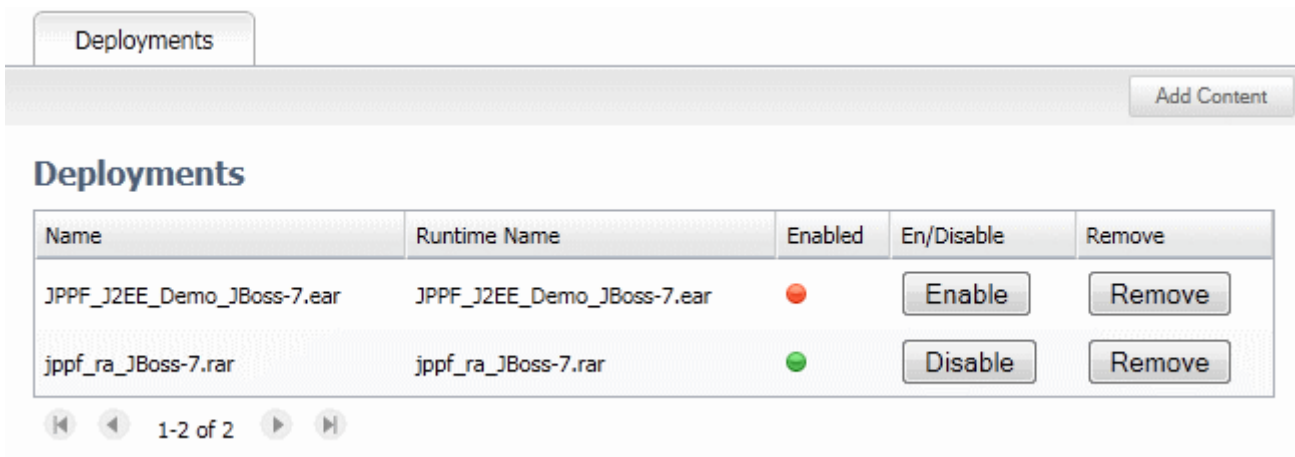 Deployments
Add Content
Deployments
Name Runtime Name Enabled En/Disable Remove
JPPF_J2EE_Demo_JBoss-7.ear JPPF_J2EE_Demo_JBoss-7.ear Enable Remove
jppf_ra_JBoss-7.rar jppf_ra_JBoss-7.rar Disable Remove
1-2 of 2